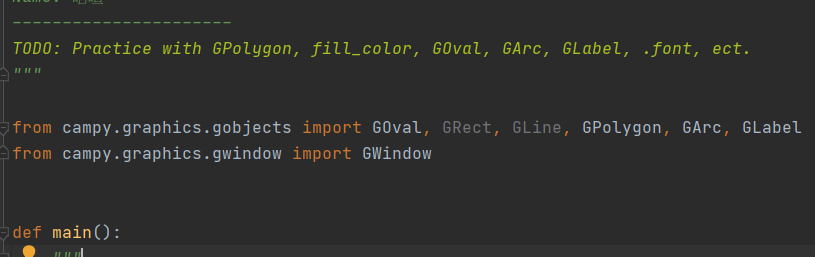 ----------------------
TODO: Practice with GPolygon, fill_color, GOval, GArc, GLabel, .font, ect.
"""
from campy.graphics.gobjects import GOval, GRect, GLine, GPolygon, GArc, GLabel
from campy.graphics.gwindow import GWindow
def main():
"""